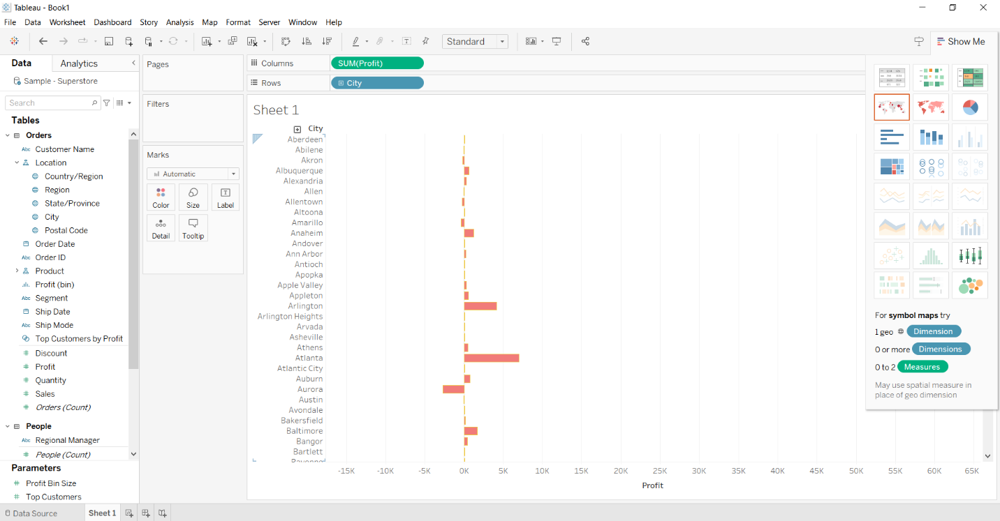 Tableau - Book1
File Data Worksheet Dashboard Story Analysis Map Format Server Window Help
Standard
Show Me
Data Analytics
Sample - Superstore
Search
Tables
Orders
Abc Customer Name
Location
Country/Region
Region
State/Province
City
Postal Code
Order Date
Abc Order ID
Product
Profit (bin)
Abc Segment
Ship Date
Abc Ship Mode
Top Customers by Profit
# Discount
# Profit
# Quantity
# Sales
# Orders (Count)
People
Abc Regional Manager
# People (Count)
Parameters
# Profit Bin Size
# Top Customers
Pages
Filters
Marks
Automatic
Color Size Label
Detail Tooltip
Columns SUM(Profit)
Rows City
Sheet 1
City
Aberdeen
Abilene
Akron
Albuquerque
Alexandria
Allen
Allentown
Altoona
Amarillo
Anaheim
Andover
Ann Arbor
Antioch
Apopka
Apple Valley
Appleton
Arlington
Arlington Heights
Arvada
Asheville
Athens
Atlanta
Atlantic City
Auburn
Aurora
Austin
Avondale
Bakersfield
Baltimore
Bangor
Bartlett
-15K -10K -5K 0K 5K 10K 15K 20K 25K 30K 35K 40K 45K 50K 55K 60K 65K
Profit
For symbol maps try
1 geo Dimension
0 or more Dimensions
0 to 2 Measures
May use spatial measure in
place of geo dimension
Data Source Sheet 1